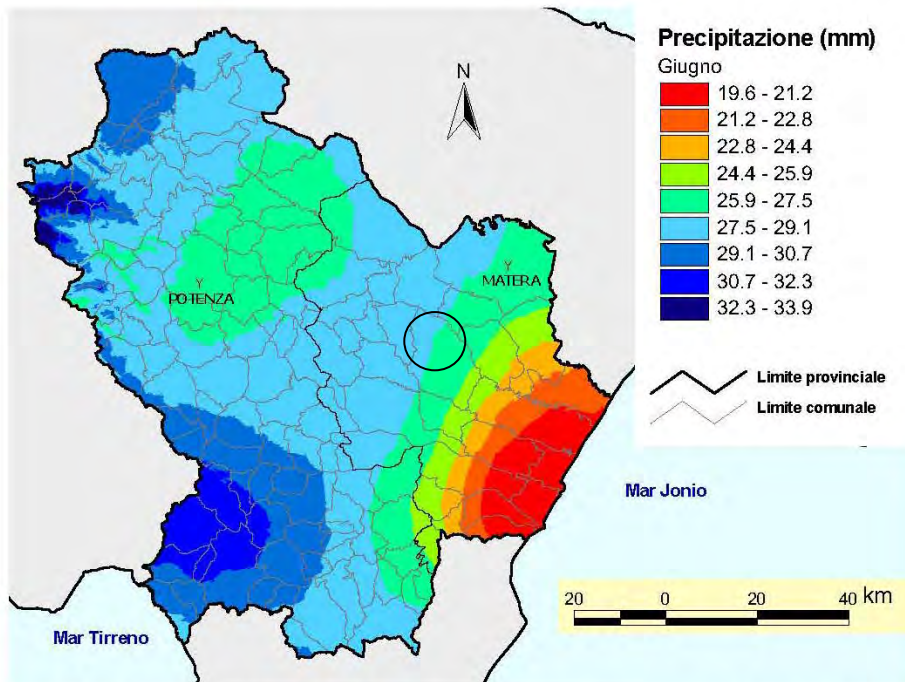 Precipitazione (mm)
Giugno
19.6 - 21.2
21.2 - 22.8
22.8 - 24.4
24.4 - 25.9
25.9 - 27.5
27.5 - 29.1
29.1 - 30.7
30.7 - 32.3
32.3 - 33.9
Limite provinciale
Limite comunale
N
POTENZA
MATERA
Mar Jonio
Mar Tirreno
20 0 20 40 km